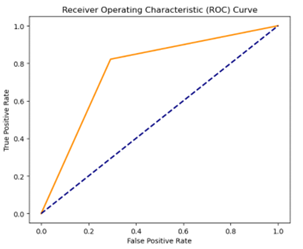 Receiver Operating Characteristic (ROC) Curve
1.0
0.8
0.6
0.4
0.2
0.0
True Positive Rate
0.0 0.2 0.4 0.6 0.8 1.0
False Positive Rate